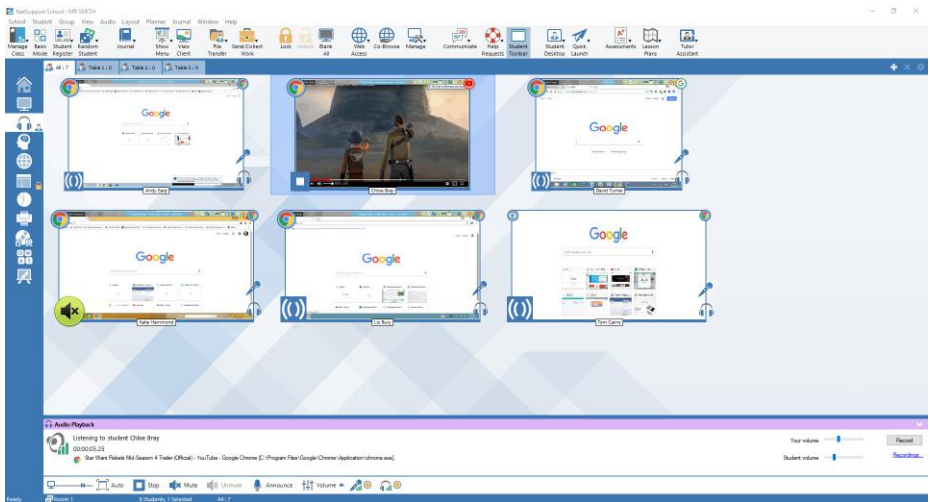 NetSupport School : MR SMITH
School Student Group View Audio Layout Planner Journal Window Help
Manage Class
Basic Mode
Student Register
Random Student
Journal
Show Menu
View Client
File Transfer
Send/Collect Work
Lock
Unlock
Blank All
Web Access
Co-Browse
Manage
Communicate
Help Requests
Student Toolbar
Student Desktop
Quick Launch
Assessments
Lesson Plans
Tutor Assistant
All : 7
Table 1 : 0
Table 2 : 0
Table 3 : 0
Google
Google
Andy Earp
Chloe Bray
David Turner
Google
Google
Google
Kate Hammond
Liz Bury
Tom Cairns
Audio Playback
Listening to student Chloe Bray
00:00:05.25
Star Wars Rebels Mid-Season 4 Trailer (Official) - YouTube - Google Chrome [C:\Program Files\Google\Chrome\Application\chrome.exe]
Your volume
Record
Student volume
Recordings...
Auto Stop Mute Unmute Announce Volume
Ready Room 1 6 Students, 1 Selected All : 7